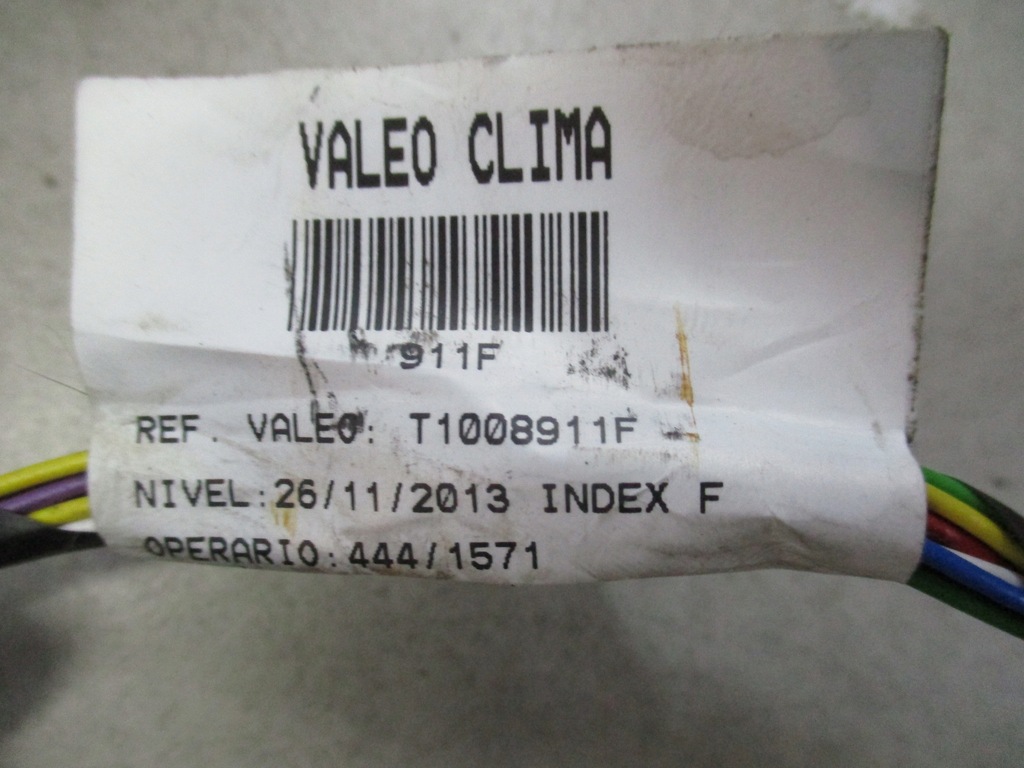 VALEO CLIMA
911F
REF. VALEO: T1008911F
NIVEL:26/11/2013 INDEX F
OPERARIO:444/1571